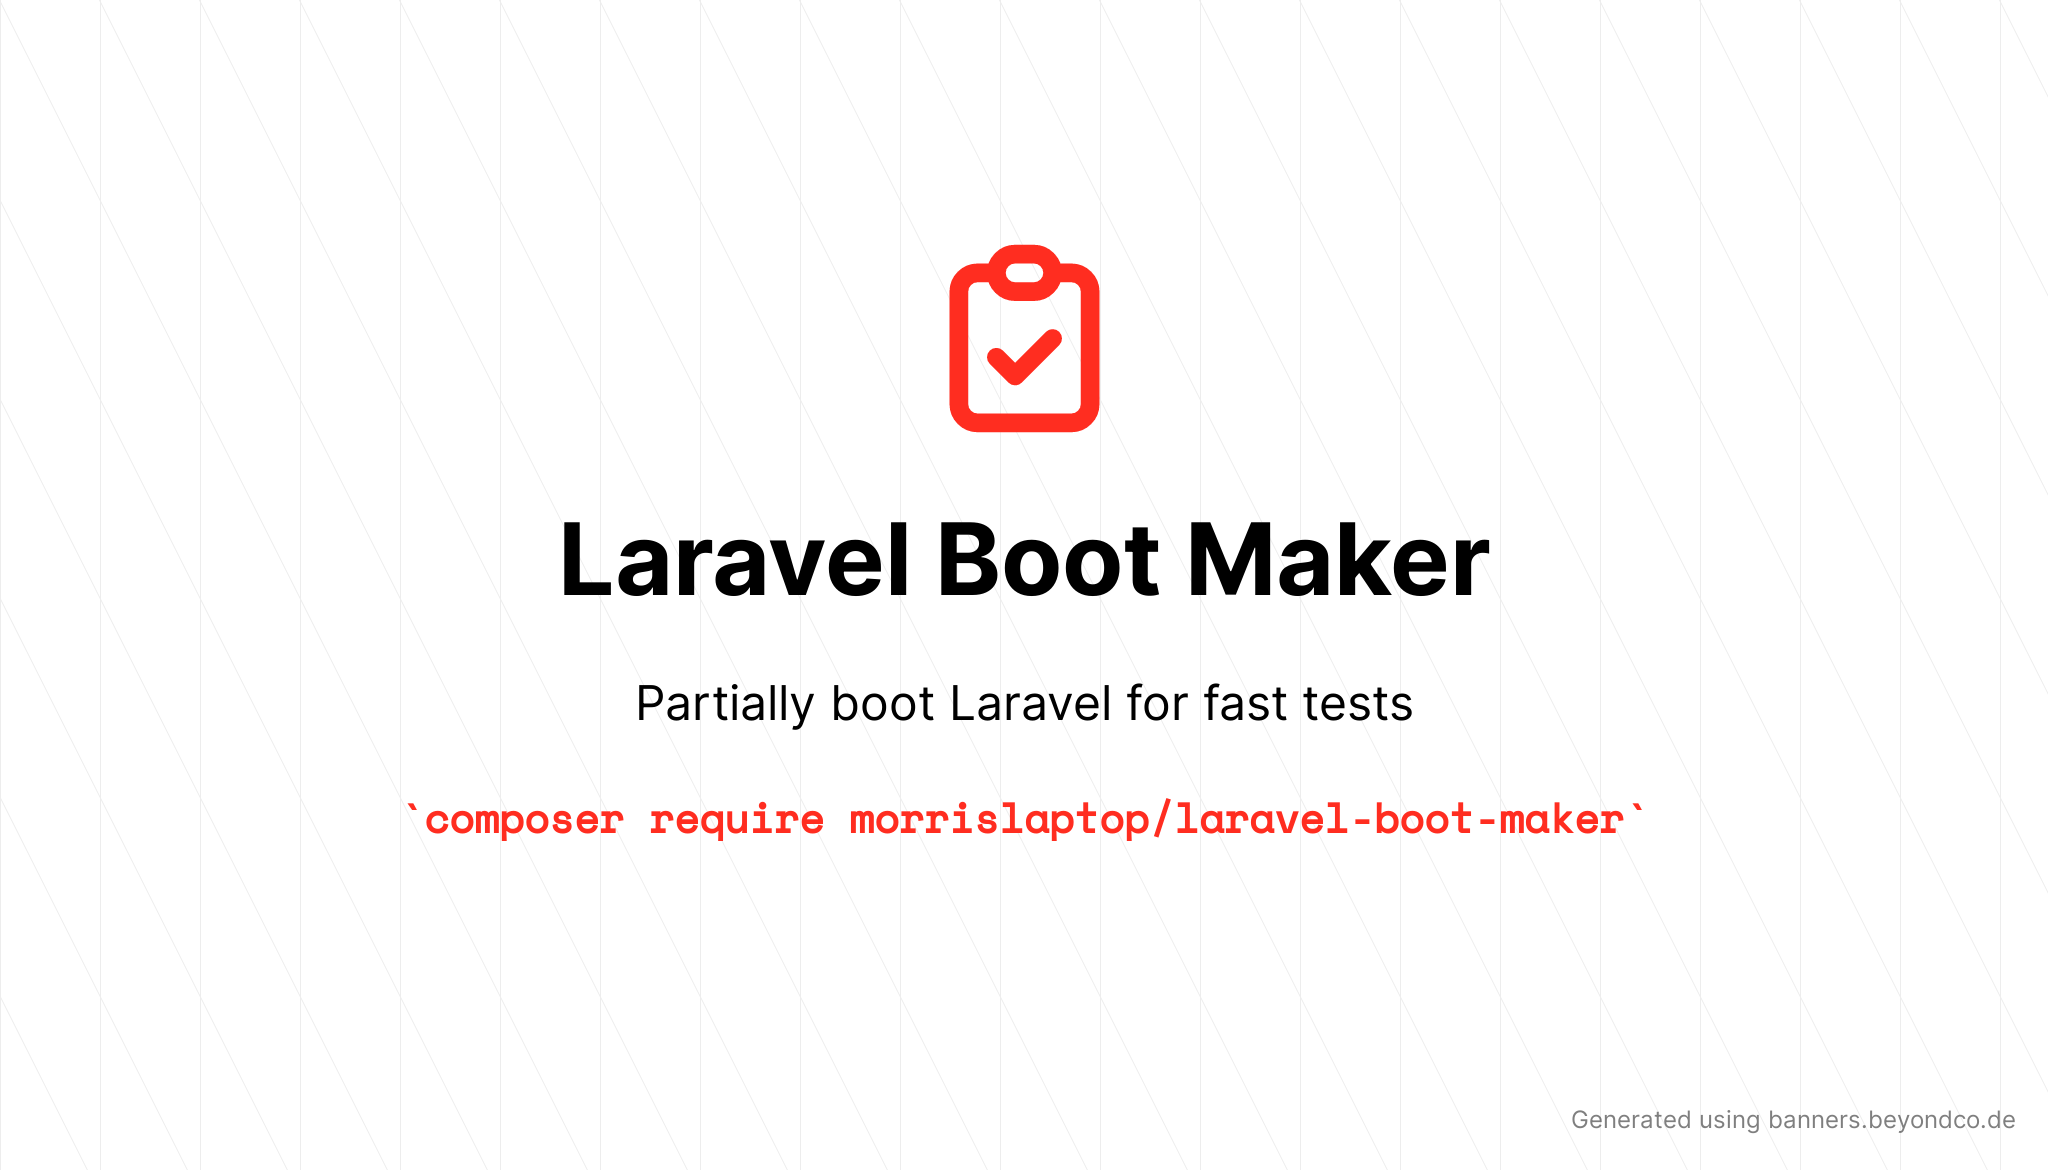 Laravel Boot Maker
Partially boot Laravel for fast tests
`composer require morrislaptop/laravel-boot-maker`
Generated using banners.beyondco.de